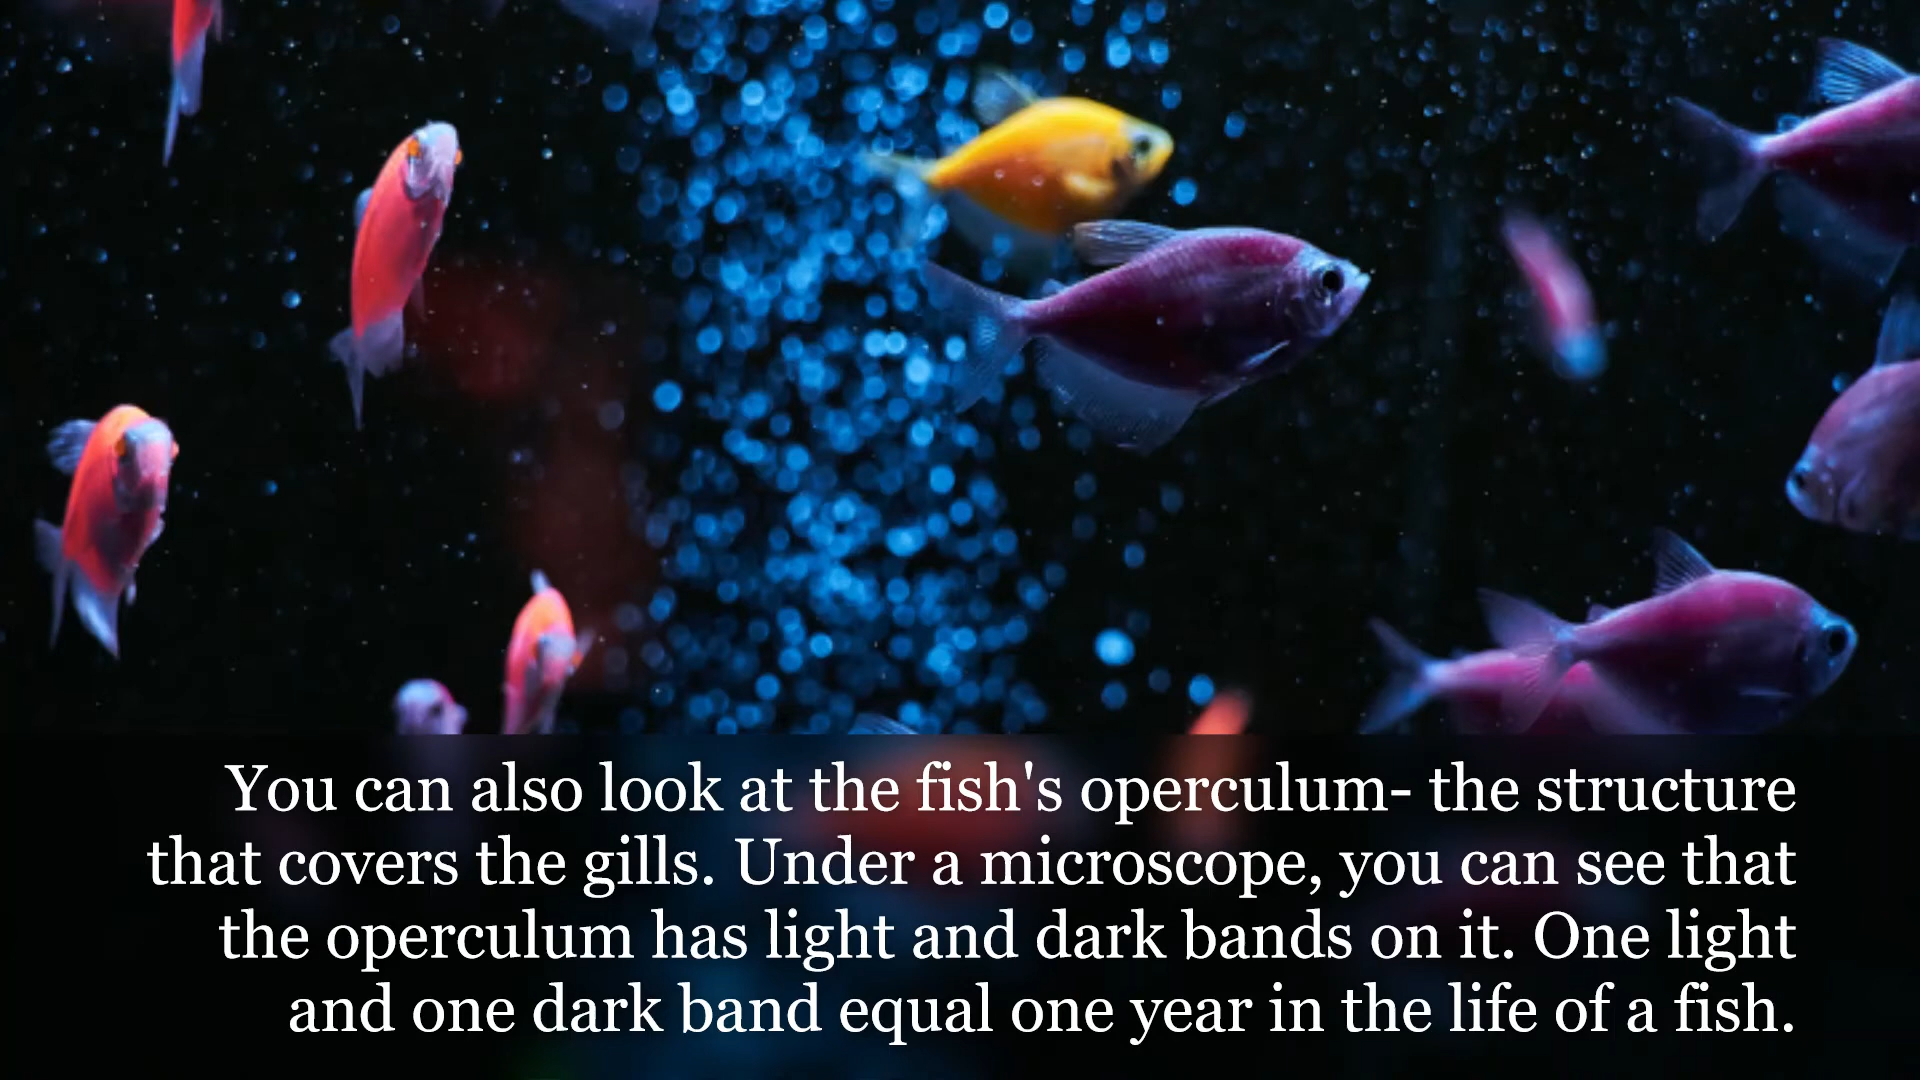 You can also look at the fish's operculum- the structure
that covers the gills. Under a microscope, you can see that
the operculum has light and dark bands on it. One light
and one dark band equal one year in the life of a fish.